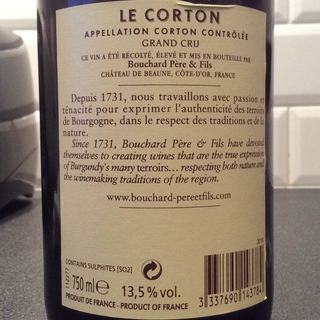 LE CORTON
APPELLATION CORTON CONTRÔLÉE
GRAND CRU
CE VIN A ÉTÉ RÉCOLTÉ, ÉLEVÉ ET MIS EN BOUTEILLE PAR
Bouchard Père & Fils
CHÂTEAU DE BEAUNE, CÔTE-D'OR, FRANCE
Depuis 1731, nous travaillons avec passion et
ténacité pour exprimer l'authenticité des terroirs
de Bourgogne, dans le respect des traditions et de la
nature.
Since 1731, Bouchard Père & Fils have devoted
themselves to creating wines that are the true expression
of Burgundy's many terroirs... respecting both nature and
the winemaking traditions of the region.
www.bouchard-pereetfils.com
CONTAINS SULPHITES [SO2]
750 ml e 13,5 % vol.
PRODUIT DE FRANCE - PRODUCT OF FRANCE
3 337690 143784